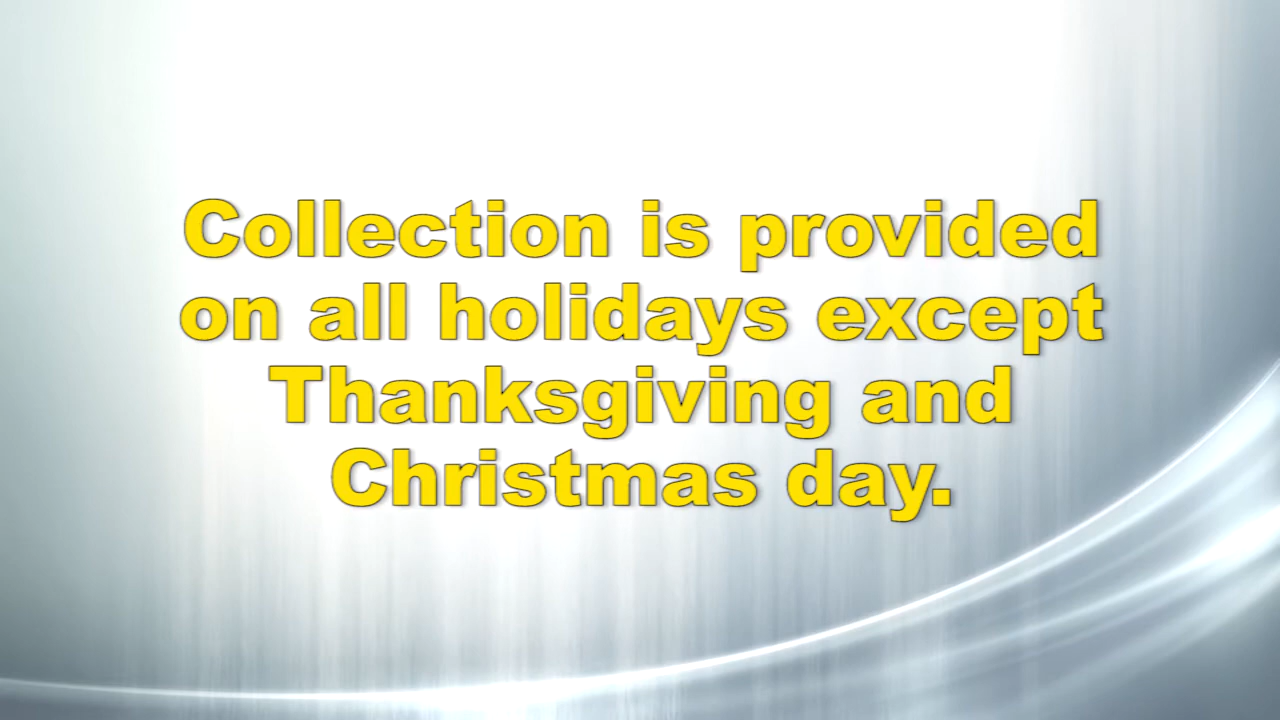 Collection is provided
on all holidays except
Thanksgiving and
Christmas day.